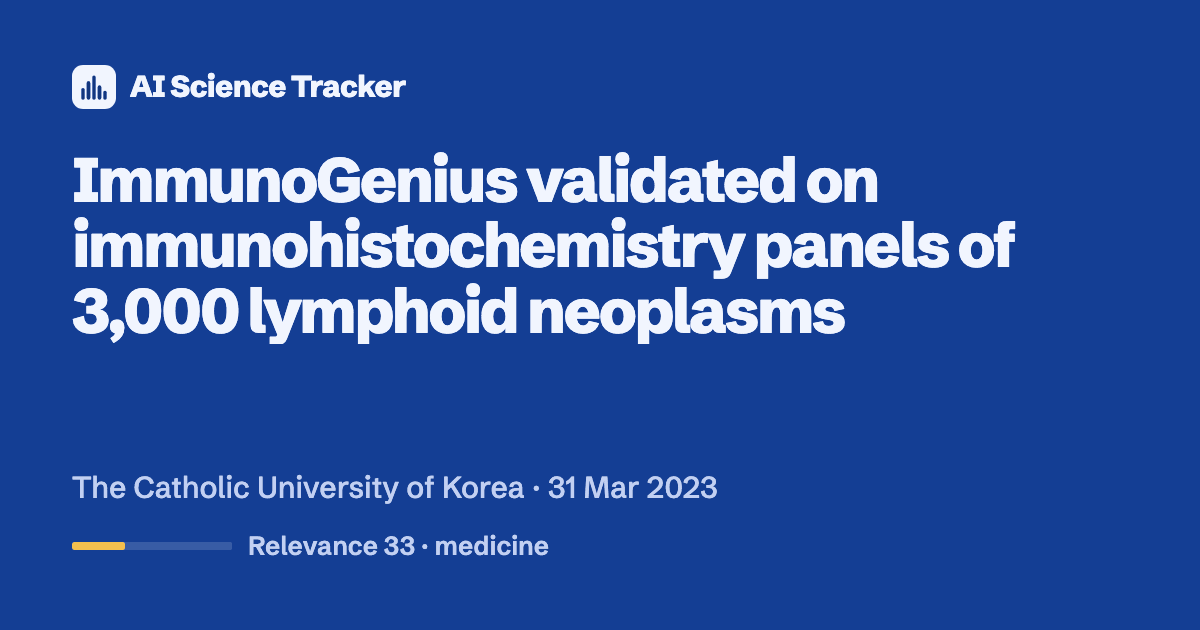 AI Science Tracker
ImmunoGenius validated on
immunohistochemistry panels of
3,000 lymphoid neoplasms
The Catholic University of Korea · 31 Mar 2023
Relevance 33 · medicine